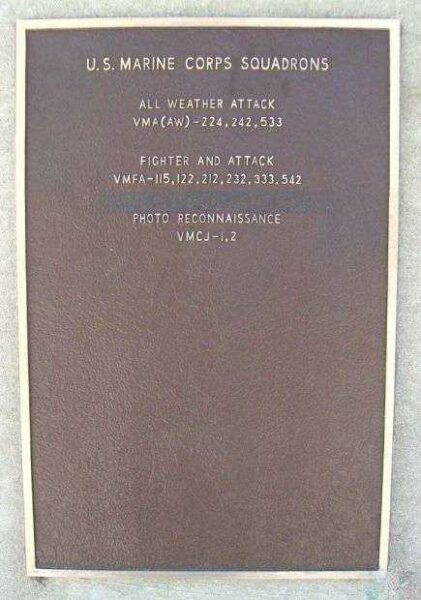 U.S. MARINE CORPS SQUADRONS
ALL WEATHER ATTACK
VMA(AW)-224,242,533
FIGHTER AND ATTACK
VMFA-115,122,212,232,333,542
PHOTO RECONNAISSANCE
VMCJ-1,2